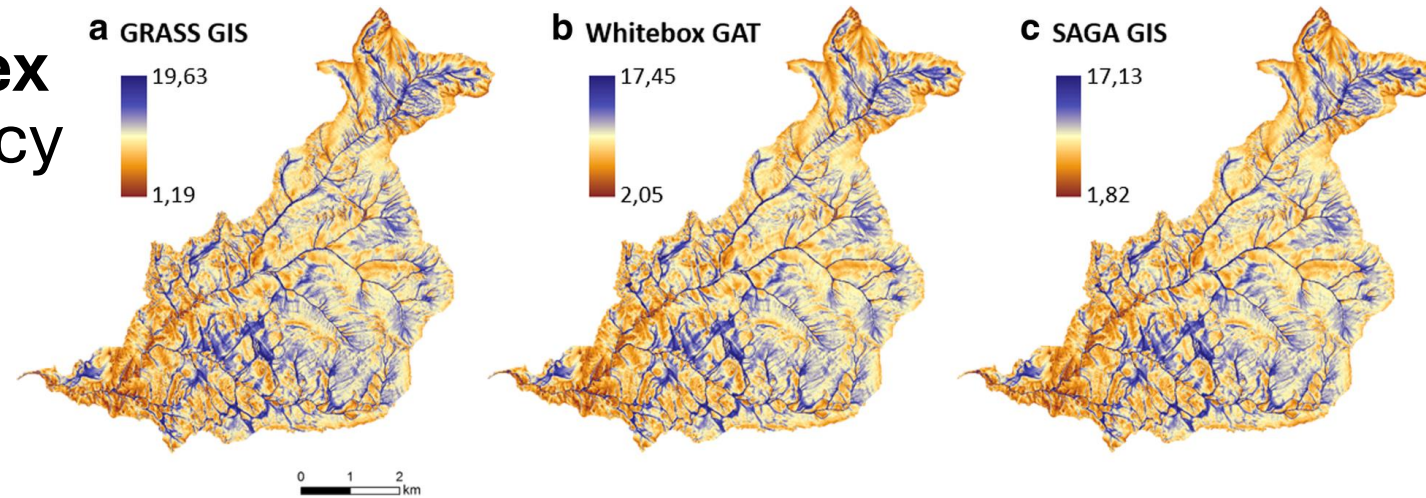 ex
cy
a GRASS GIS
19,63
1,19
b Whitebox GAT
17,45
2,05
c SAGA GIS
17,13
1,82
0 1 2
km